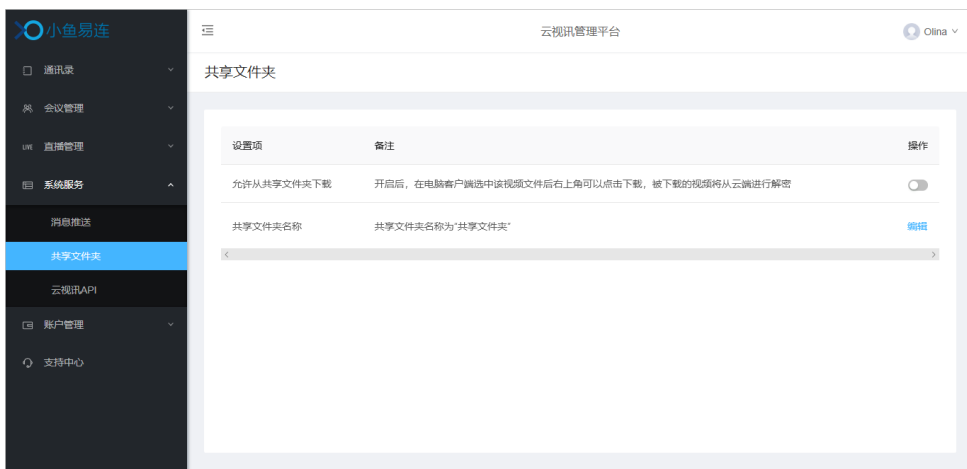 小鱼易连
云视讯管理平台
Olina
通讯录
会议管理
LIVE 直播管理
系统服务
消息推送
共享文件夹
云视讯API
账户管理
支持中心
共享文件夹
设置项 备注 操作
允许从共享文件夹下载 开启后，在电脑客户端选中该视频文件后右上角可以点击下载，被下载的视频将从云端进行解密
共享文件夹名称 共享文件夹名称为"共享文件夹" 编辑